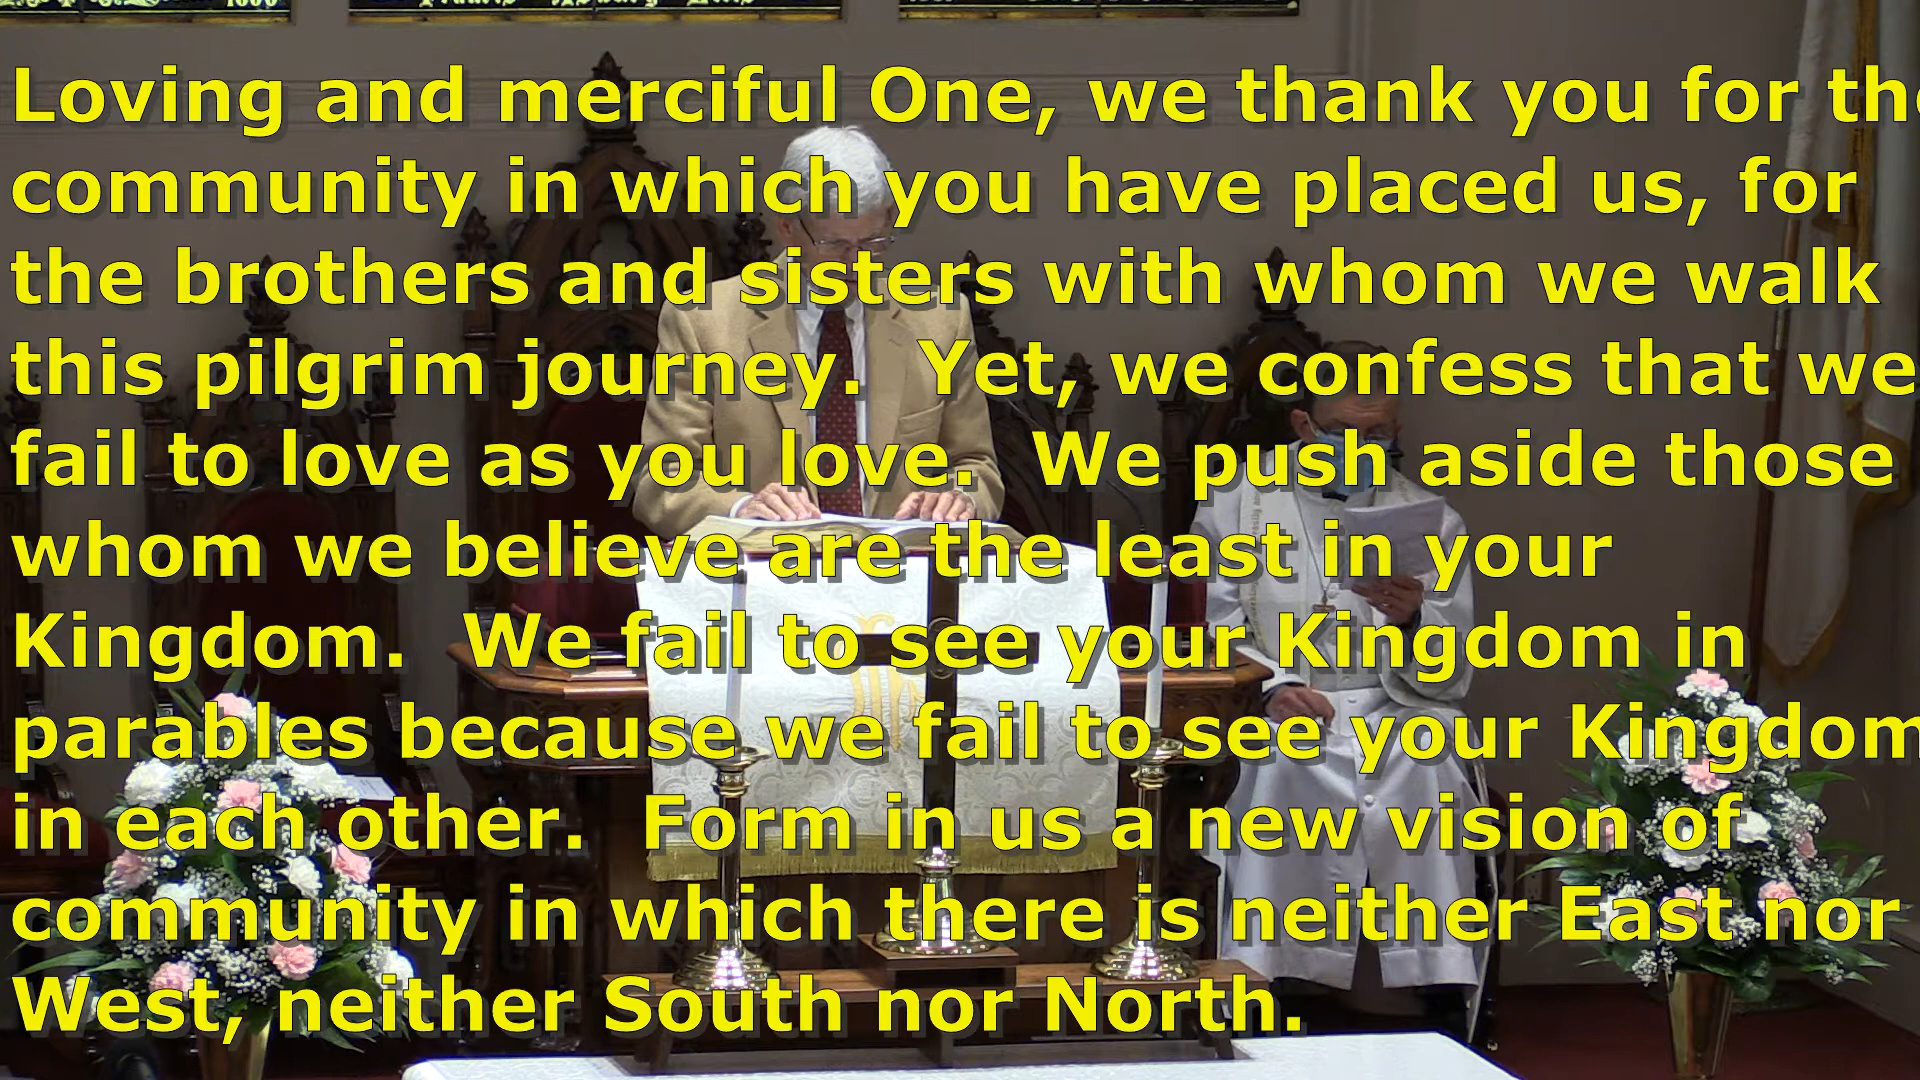 1600
Loving and merciful One, we thank you for the
community in which you have placed us, for
the brothers and sisters with whom we walk
this pilgrim journey.  Yet, we confess that we
fail to love as you love.  We push aside those
whom we believe are the least in your
Kingdom.  We fail to see your Kingdom in
parables because we fail to see your Kingdom
in each other.  Form in us a new vision of
community in which there is neither East nor
West, neither South nor North.